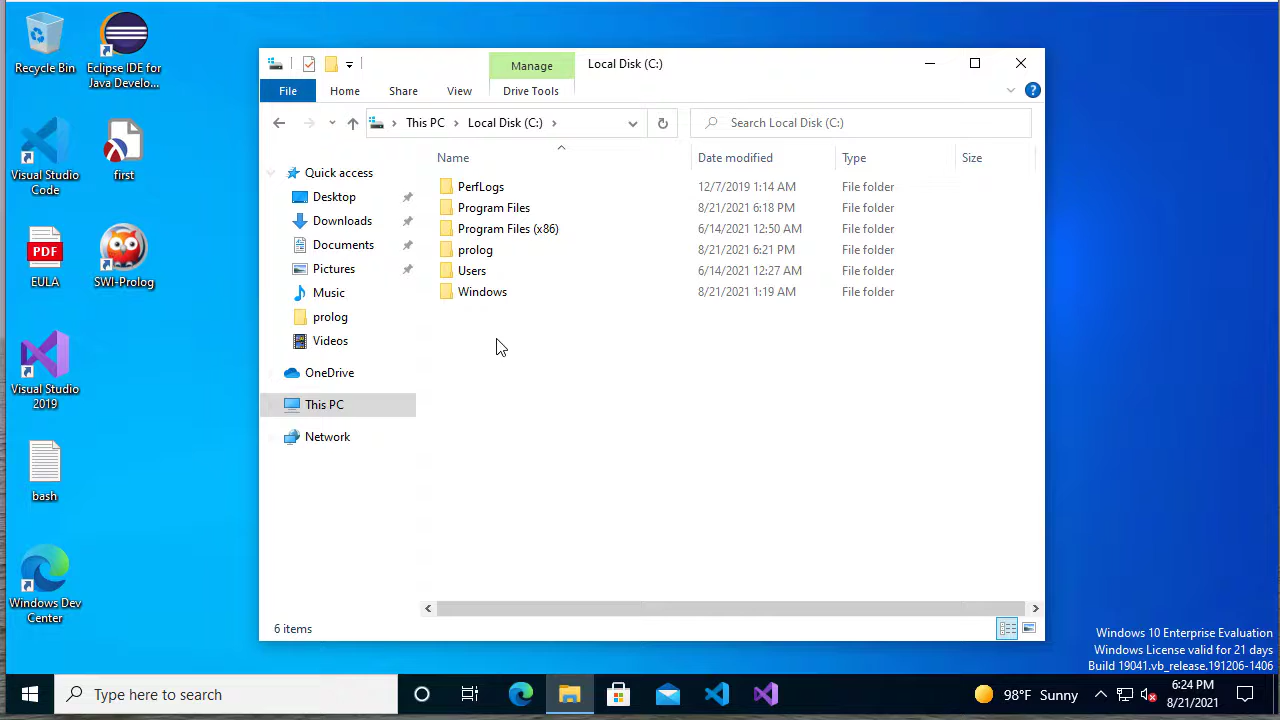 Recycle Bin
Eclipse IDE for
Java Develo...
Visual Studio
Code
first
PDF
EULA
SWI-Prolog
Visual Studio
2019
bash
Windows Dev
Center
Manage
Local Disk (C:)
File
Home
Share
View
Drive Tools
This PC
Local Disk (C:)
Search Local Disk (C:)
Quick access
Desktop
Downloads
Documents
Pictures
Music
prolog
Videos
OneDrive
This PC
Network
Name Date modified Type Size
PerfLogs 12/7/2019 1:14 AM File folder
Program Files 8/21/2021 6:18 PM File folder
Program Files (x86) 6/14/2021 12:50 AM File folder
prolog 8/21/2021 6:21 PM File folder
Users 6/14/2021 12:27 AM File folder
Windows 8/21/2021 1:19 AM File folder
6 items
Windows 10 Enterprise Evaluation
Windows License valid for 21 days
Build 19041.vb_release.191206-1406
Type here to search
98°F Sunny
6:24 PM
8/21/2021